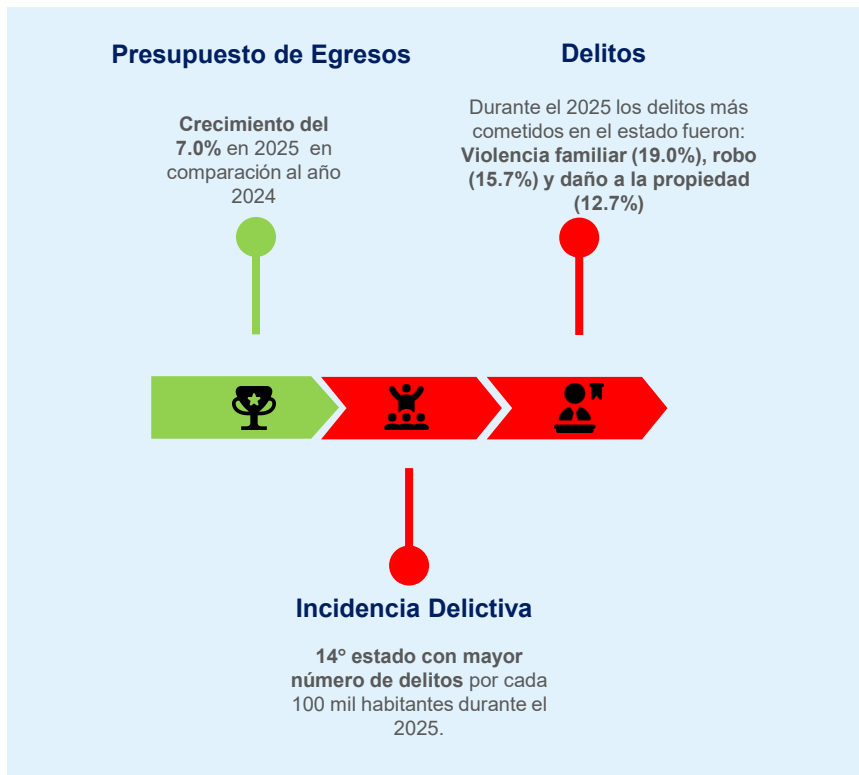 Presupuesto de Egresos
Crecimiento del
7.0% en 2025 en
comparación al año
2024
Delitos
Durante el 2025 los delitos más
cometidos en el estado fueron:
Violencia familiar (19.0%), robo
(15.7%) y daño a la propiedad
(12.7%)
Incidencia Delictiva
14° estado con mayor
número de delitos por cada
100 mil habitantes durante el
2025.